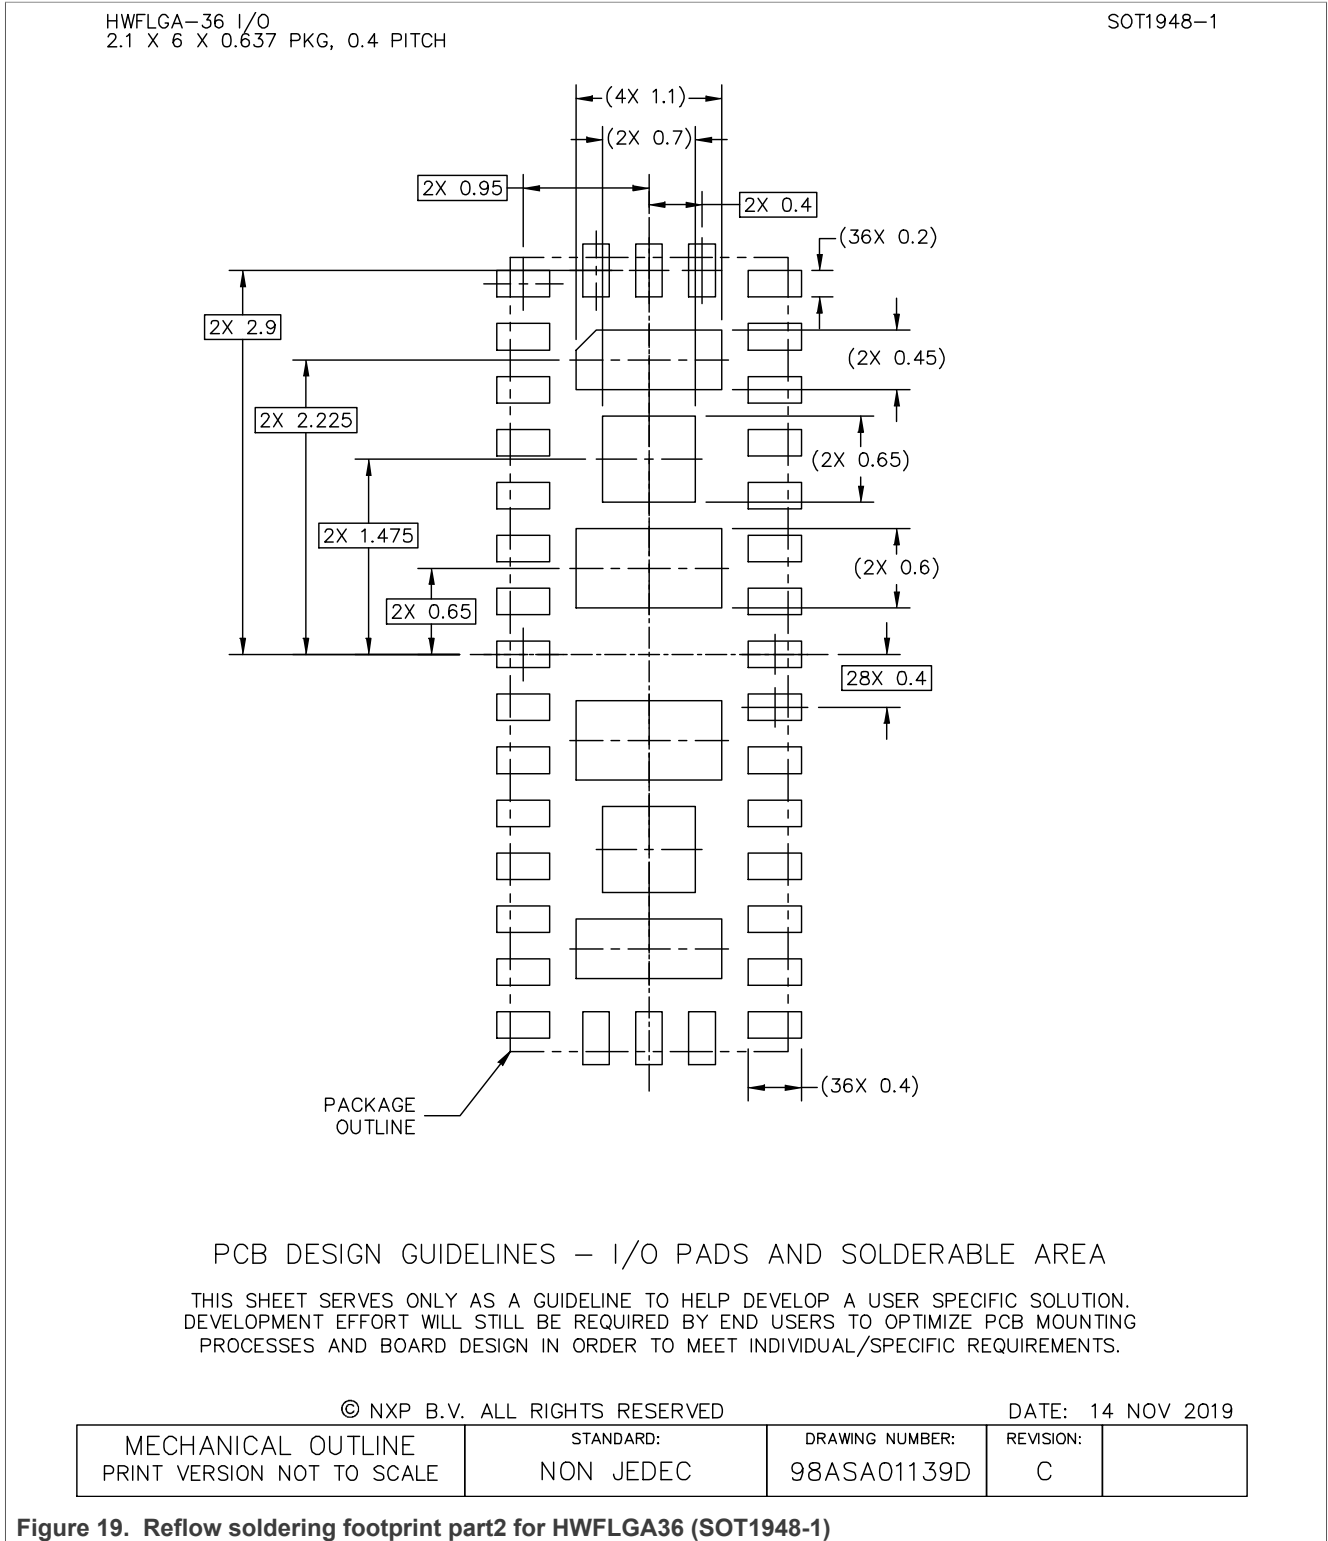 HWFLGA-36 I/O
2.1 X 6 X 0.637 PKG, 0.4 PITCH
SOT1948-1
(4X 1.1)
(2X 0.7)
2X 0.95
2X 0.4
(36X 0.2)
2X 2.9
(2X 0.45)
2X 2.225
(2X 0.65)
2X 1.475
(2X 0.6)
2X 0.65
28X 0.4
(36X 0.4)
PACKAGE
OUTLINE
PCB DESIGN GUIDELINES - I/O PADS AND SOLDERABLE AREA
THIS SHEET SERVES ONLY AS A GUIDELINE TO HELP DEVELOP A USER SPECIFIC SOLUTION.
DEVELOPMENT EFFORT WILL STILL BE REQUIRED BY END USERS TO OPTIMIZE PCB MOUNTING
PROCESSES AND BOARD DESIGN IN ORDER TO MEET INDIVIDUAL/SPECIFIC REQUIREMENTS.
© NXP B.V. ALL RIGHTS RESERVED
DATE: 14 NOV 2019
MECHANICAL OUTLINE
PRINT VERSION NOT TO SCALE
STANDARD:
NON JEDEC
DRAWING NUMBER:
98ASA01139D
REVISION:
C
Figure 19. Reflow soldering footprint part2 for HWFLGA36 (SOT1948-1)